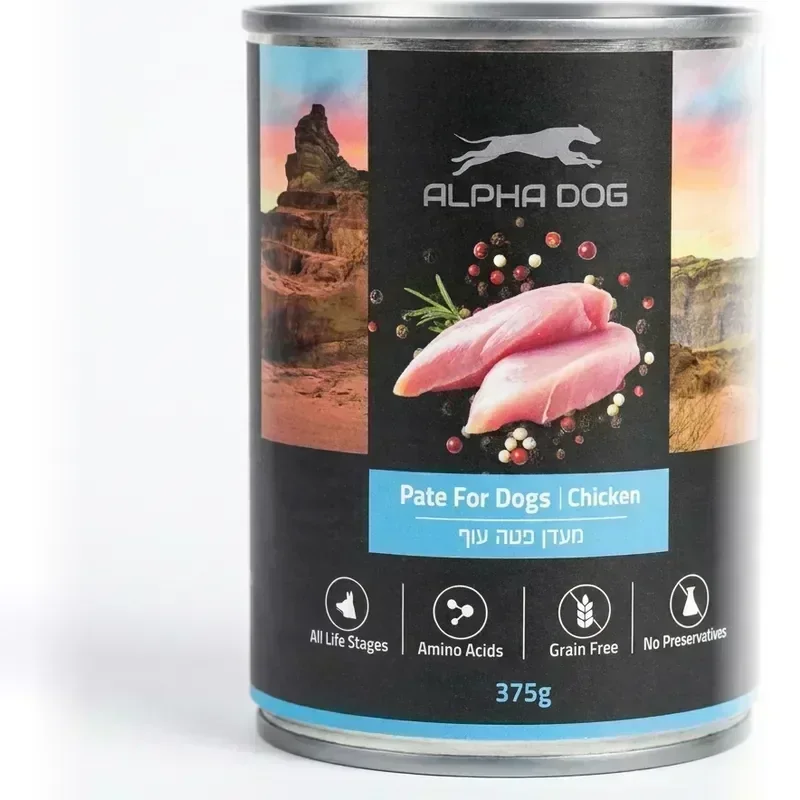 ALPHA DOG
Pate For Dogs | Chicken
מעדן פטה עוף
All Life Stages
Amino Acids
Grain Free
No Preservatives
375g